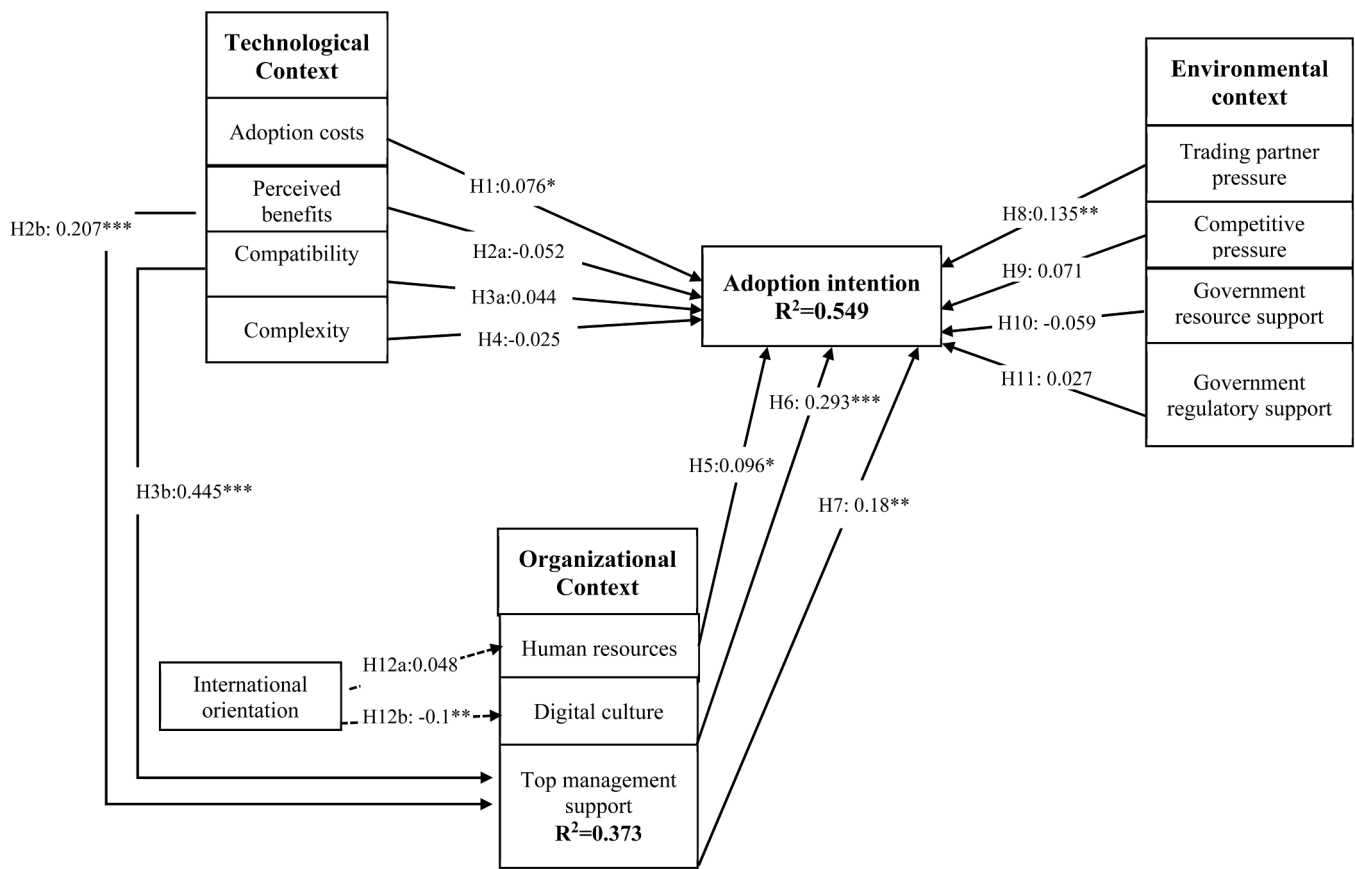 Technological
Context
Adoption costs
Perceived
benefits
Compatibility
Complexity
H2b: 0.207***
H3b:0.445***
H1:0.076*
H2a:-0.052
H3a:0.044
H4:-0.025
Adoption intention
R²=0.549
Environmental
context
Trading partner
pressure
Competitive
pressure
Government
resource support
Government
regulatory support
H8:0.135**
H9: 0.071
H10: -0.059
H11: 0.027
H6: 0.293***
H5:0.096*
H7: 0.18**
Organizational
Context
Human resources
Digital culture
Top management
support
R²=0.373
International
orientation
H12a:0.048
H12b: -0.1**